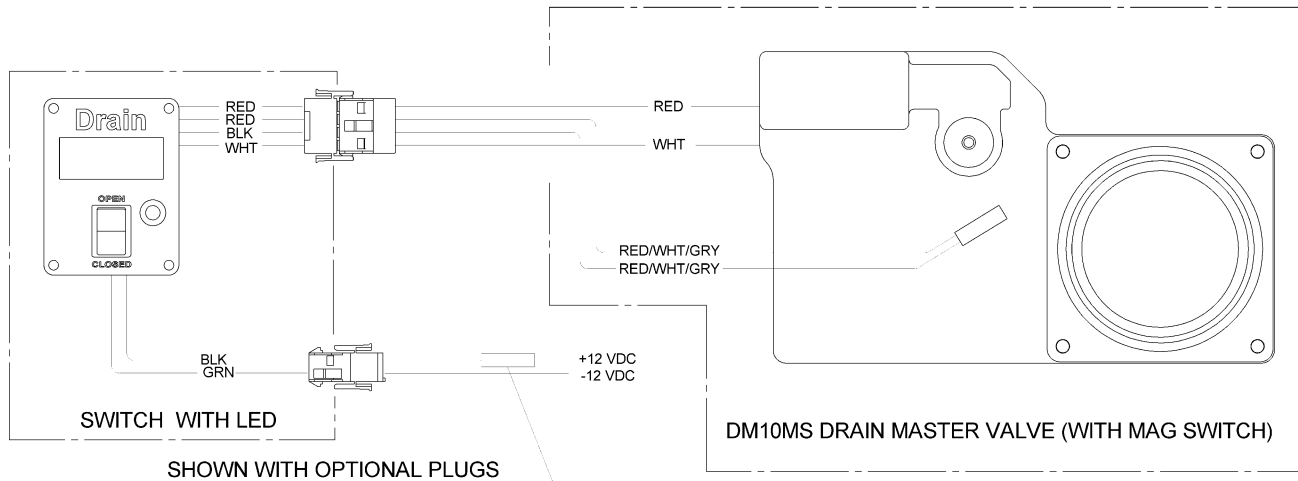 Drain
OPEN
CLOSED
RED
RED
BLK
WHT
RED
WHT
RED/WHT/GRY
RED/WHT/GRY
BLK
GRN
+12 VDC
-12 VDC
SWITCH WITH LED
SHOWN WITH OPTIONAL PLUGS
DM10MS DRAIN MASTER VALVE (WITH MAG SWITCH)